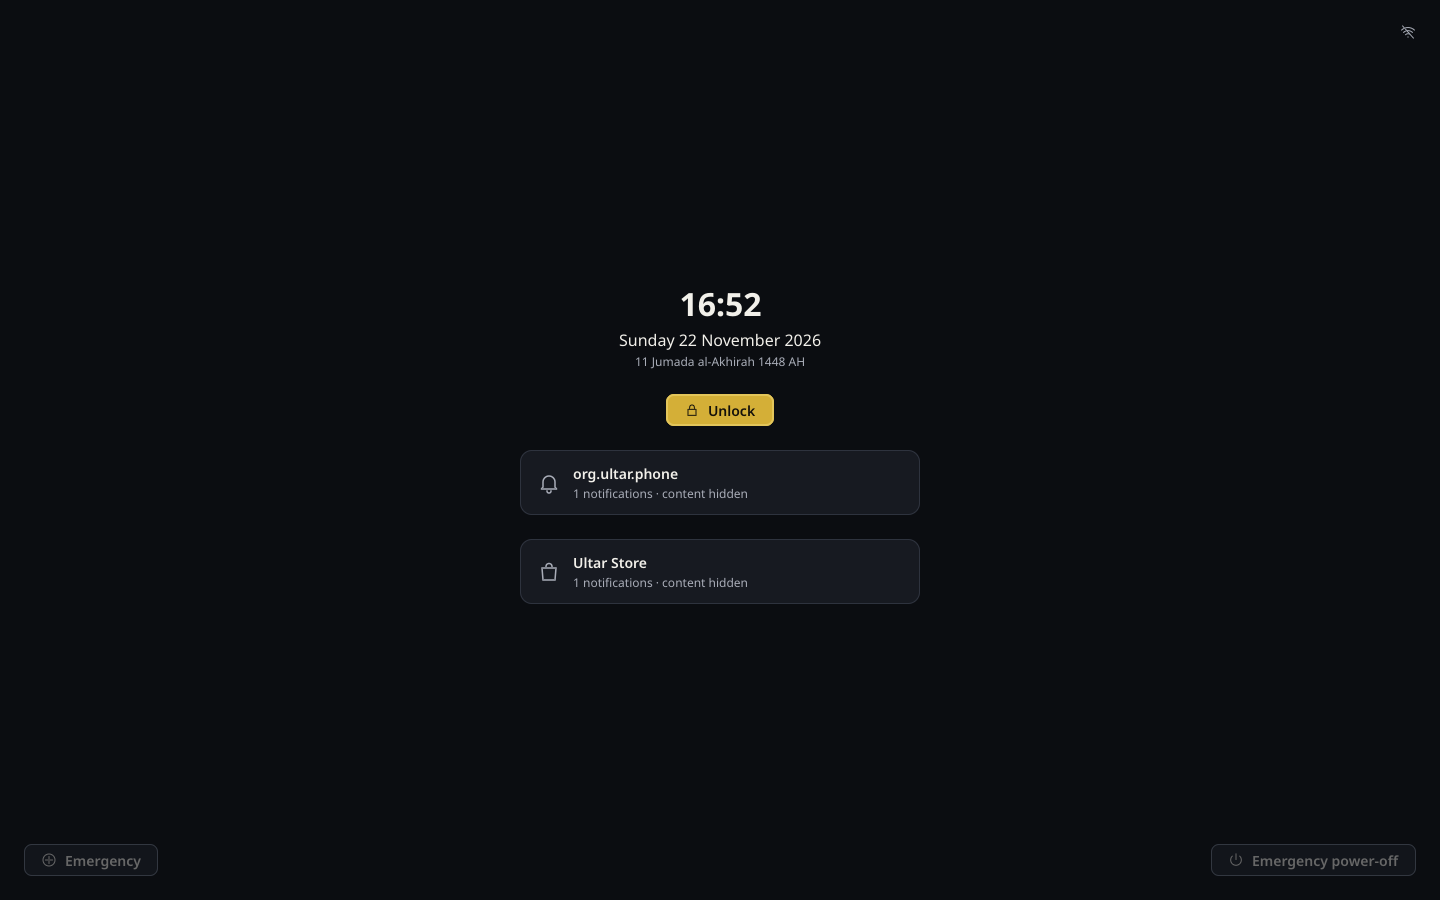 16:52
Sunday 22 November 2026
11 Jumada al-Akhirah 1448 AH
Unlock
org.ultar.phone
1 notifications · content hidden
Ultar Store
1 notifications · content hidden
Emergency
Emergency power-off